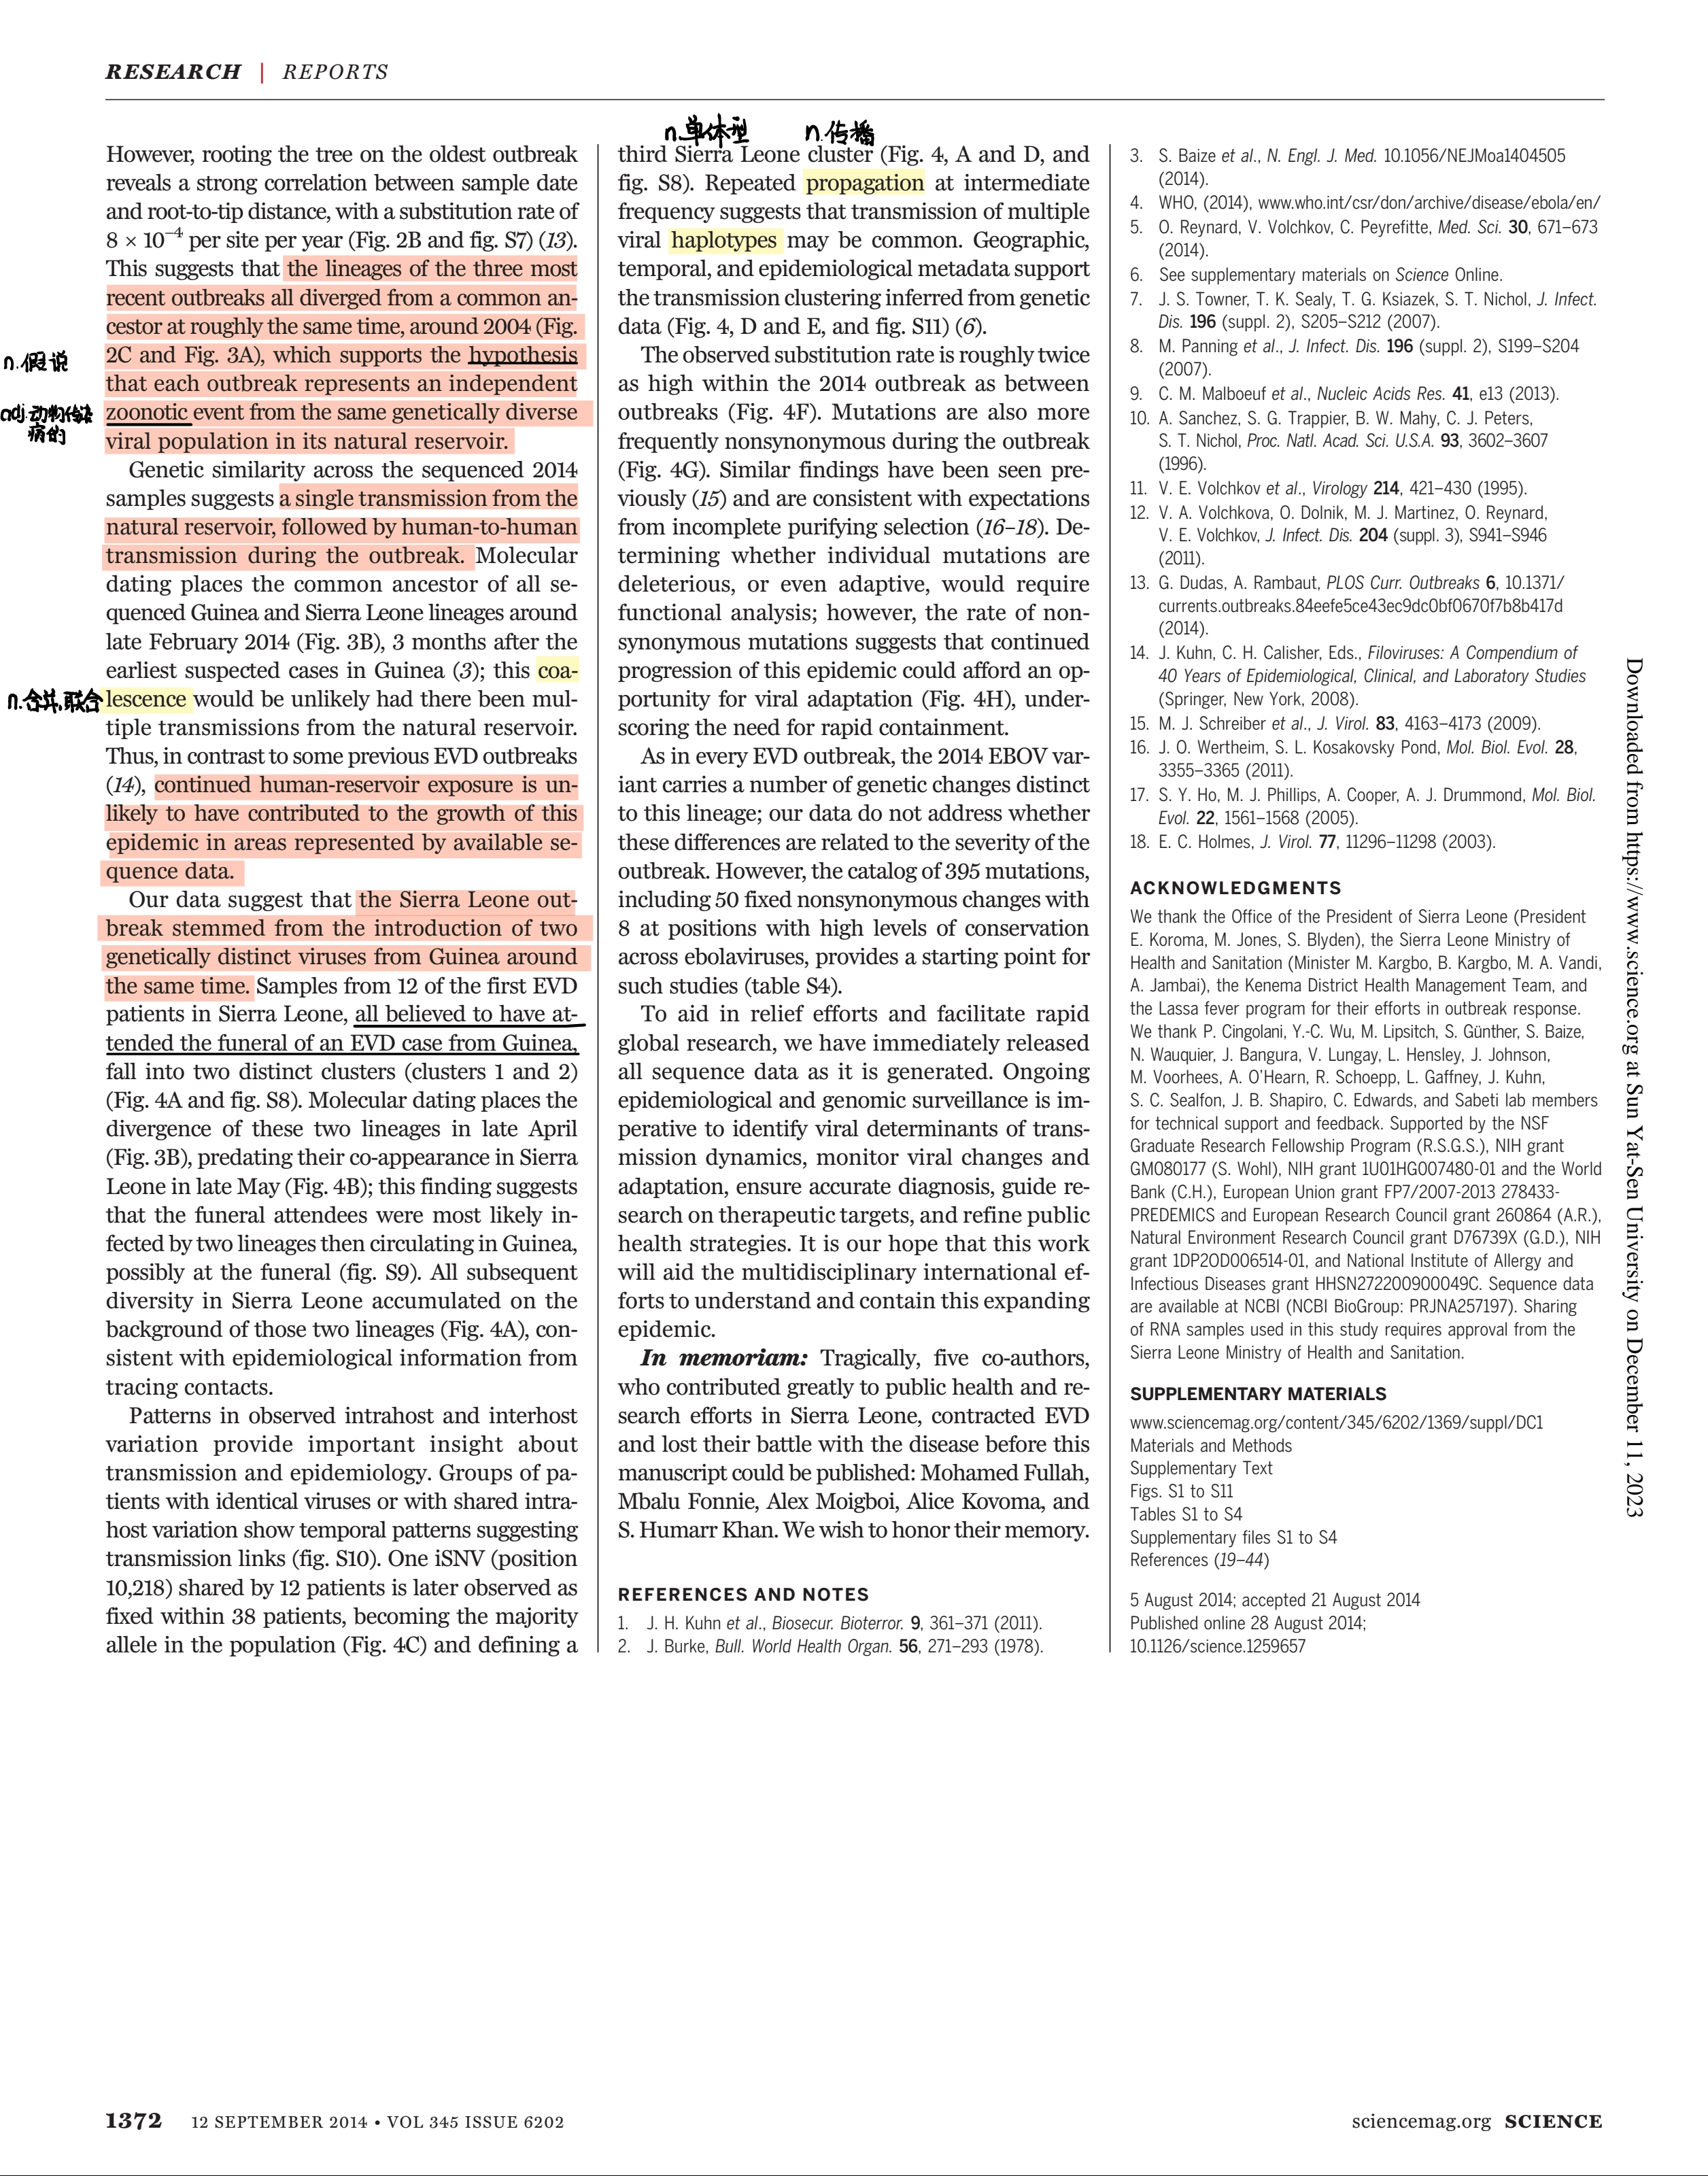 RESEARCH | REPORTS
However, rooting the tree on the oldest outbreak
reveals a strong correlation between sample date
and root-to-tip distance, with a substitution rate of
8 × 10⁻⁴ per site per year (Fig. 2B and fig. S7) (13).
This suggests that the lineages of the three most
recent outbreaks all diverged from a common an-
cestor at roughly the same time, around 2004 (Fig.
2C and Fig. 3A), which supports the hypothesis
n.假说
that each outbreak represents an independent
zoonotic event from the same genetically diverse
adj.动物传染
病的
viral population in its natural reservoir.
Genetic similarity across the sequenced 2014
samples suggests a single transmission from the
natural reservoir, followed by human-to-human
transmission during the outbreak. Molecular
dating places the common ancestor of all se-
quenced Guinea and Sierra Leone lineages around
late February 2014 (Fig. 3B), 3 months after the
earliest suspected cases in Guinea (3); this coa-
lescence would be unlikely had there been mul-
n.合并,联合
tiple transmissions from the natural reservoir.
Thus, in contrast to some previous EVD outbreaks
(14), continued human-reservoir exposure is un-
likely to have contributed to the growth of this
epidemic in areas represented by available se-
quence data.
Our data suggest that the Sierra Leone out-
break stemmed from the introduction of two
genetically distinct viruses from Guinea around
the same time. Samples from 12 of the first EVD
patients in Sierra Leone, all believed to have at-
tended the funeral of an EVD case from Guinea,
fall into two distinct clusters (clusters 1 and 2)
(Fig. 4A and fig. S8). Molecular dating places the
divergence of these two lineages in late April
(Fig. 3B), predating their co-appearance in Sierra
Leone in late May (Fig. 4B); this finding suggests
that the funeral attendees were most likely in-
fected by two lineages then circulating in Guinea,
possibly at the funeral (fig. S9). All subsequent
diversity in Sierra Leone accumulated on the
background of those two lineages (Fig. 4A), con-
sistent with epidemiological information from
tracing contacts.
Patterns in observed intrahost and interhost
variation provide important insight about
transmission and epidemiology. Groups of pa-
tients with identical viruses or with shared intra-
host variation show temporal patterns suggesting
transmission links (fig. S10). One iSNV (position
10,218) shared by 12 patients is later observed as
fixed within 38 patients, becoming the majority
allele in the population (Fig. 4C) and defining a
n.单体型 n.传播
third Sierra Leone cluster (Fig. 4, A and D, and
fig. S8). Repeated propagation at intermediate
frequency suggests that transmission of multiple
viral haplotypes may be common. Geographic,
temporal, and epidemiological metadata support
the transmission clustering inferred from genetic
data (Fig. 4, D and E, and fig. S11) (6).
The observed substitution rate is roughly twice
as high within the 2014 outbreak as between
outbreaks (Fig. 4F). Mutations are also more
frequently nonsynonymous during the outbreak
(Fig. 4G). Similar findings have been seen pre-
viously (15) and are consistent with expectations
from incomplete purifying selection (16–18). De-
termining whether individual mutations are
deleterious, or even adaptive, would require
functional analysis; however, the rate of non-
synonymous mutations suggests that continued
progression of this epidemic could afford an op-
portunity for viral adaptation (Fig. 4H), under-
scoring the need for rapid containment.
As in every EVD outbreak, the 2014 EBOV var-
iant carries a number of genetic changes distinct
to this lineage; our data do not address whether
these differences are related to the severity of the
outbreak. However, the catalog of 395 mutations,
including 50 fixed nonsynonymous changes with
8 at positions with high levels of conservation
across ebolaviruses, provides a starting point for
such studies (table S4).
To aid in relief efforts and facilitate rapid
global research, we have immediately released
all sequence data as it is generated. Ongoing
epidemiological and genomic surveillance is im-
perative to identify viral determinants of trans-
mission dynamics, monitor viral changes and
adaptation, ensure accurate diagnosis, guide re-
search on therapeutic targets, and refine public
health strategies. It is our hope that this work
will aid the multidisciplinary international ef-
forts to understand and contain this expanding
epidemic.
In memoriam: Tragically, five co-authors,
who contributed greatly to public health and re-
search efforts in Sierra Leone, contracted EVD
and lost their battle with the disease before this
manuscript could be published: Mohamed Fullah,
Mbalu Fonnie, Alex Moigboi, Alice Kovoma, and
S. Humarr Khan. We wish to honor their memory.
REFERENCES AND NOTES
1. J. H. Kuhn et al., Biosecur. Bioterror. 9, 361–371 (2011).
2. J. Burke, Bull. World Health Organ. 56, 271–293 (1978).
3. S. Baize et al., N. Engl. J. Med. 10.1056/NEJMoa1404505
(2014).
4. WHO, (2014), www.who.int/csr/don/archive/disease/ebola/en/
5. O. Reynard, V. Volchkov, C. Peyrefitte, Med. Sci. 30, 671–673
(2014).
6. See supplementary materials on Science Online.
7. J. S. Towner, T. K. Sealy, T. G. Ksiazek, S. T. Nichol, J. Infect.
Dis. 196 (suppl. 2), S205–S212 (2007).
8. M. Panning et al., J. Infect. Dis. 196 (suppl. 2), S199–S204
(2007).
9. C. M. Malboeuf et al., Nucleic Acids Res. 41, e13 (2013).
10. A. Sanchez, S. G. Trappier, B. W. Mahy, C. J. Peters,
S. T. Nichol, Proc. Natl. Acad. Sci. U.S.A. 93, 3602–3607
(1996).
11. V. E. Volchkov et al., Virology 214, 421–430 (1995).
12. V. A. Volchkova, O. Dolnik, M. J. Martinez, O. Reynard,
V. E. Volchkov, J. Infect. Dis. 204 (suppl. 3), S941–S946
(2011).
13. G. Dudas, A. Rambaut, PLOS Curr. Outbreaks 6, 10.1371/
currents.outbreaks.84eefe5ce43ec9dc0bf0670f7b8b417d
(2014).
14. J. Kuhn, C. H. Calisher, Eds., Filoviruses: A Compendium of
40 Years of Epidemiological, Clinical, and Laboratory Studies
(Springer, New York, 2008).
15. M. J. Schreiber et al., J. Virol. 83, 4163–4173 (2009).
16. J. O. Wertheim, S. L. Kosakovsky Pond, Mol. Biol. Evol. 28,
3355–3365 (2011).
17. S. Y. Ho, M. J. Phillips, A. Cooper, A. J. Drummond, Mol. Biol.
Evol. 22, 1561–1568 (2005).
18. E. C. Holmes, J. Virol. 77, 11296–11298 (2003).
ACKNOWLEDGMENTS
We thank the Office of the President of Sierra Leone (President
E. Koroma, M. Jones, S. Blyden), the Sierra Leone Ministry of
Health and Sanitation (Minister M. Kargbo, B. Kargbo, M. A. Vandi,
A. Jambai), the Kenema District Health Management Team, and
the Lassa fever program for their efforts in outbreak response.
We thank P. Cingolani, Y.-C. Wu, M. Lipsitch, S. Günther, S. Baize,
N. Wauquier, J. Bangura, V. Lungay, L. Hensley, J. Johnson,
M. Voorhees, A. O'Hearn, R. Schoepp, L. Gaffney, J. Kuhn,
S. C. Sealfon, J. B. Shapiro, C. Edwards, and Sabeti lab members
for technical support and feedback. Supported by the NSF
Graduate Research Fellowship Program (R.S.G.S.), NIH grant
GM080177 (S. Wohl), NIH grant 1U01HG007480-01 and the World
Bank (C.H.), European Union grant FP7/2007-2013 278433-
PREDEMICS and European Research Council grant 260864 (A.R.),
Natural Environment Research Council grant D76739X (G.D.), NIH
grant 1DP2OD006514-01, and National Institute of Allergy and
Infectious Diseases grant HHSN272200900049C. Sequence data
are available at NCBI (NCBI BioGroup: PRJNA257197). Sharing
of RNA samples used in this study requires approval from the
Sierra Leone Ministry of Health and Sanitation.
SUPPLEMENTARY MATERIALS
www.sciencemag.org/content/345/6202/1369/suppl/DC1
Materials and Methods
Supplementary Text
Figs. S1 to S11
Tables S1 to S4
Supplementary files S1 to S4
References (19–44)
5 August 2014; accepted 21 August 2014
Published online 28 August 2014;
10.1126/science.1259657
Downloaded from https://www.science.org at Sun Yat-Sen University on December 11, 2023
1372 12 SEPTEMBER 2014 • VOL 345 ISSUE 6202
sciencemag.org SCIENCE